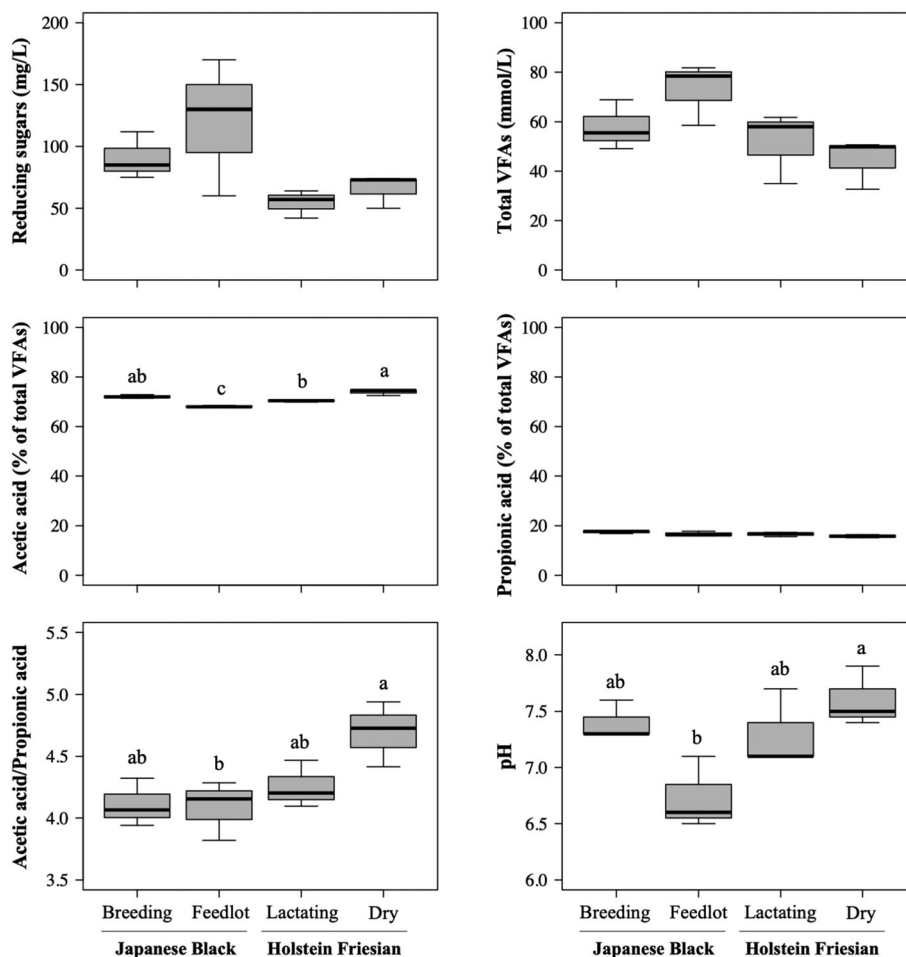 Reducing sugars (mg/L)
200
150
100
50
0
Total VFAs (mmol/L)
100
80
60
40
20
0
Acetic acid (% of total VFAs)
100
80
60
40
20
0
ab
c
b
a
Propionic acid (% of total VFAs)
100
80
60
40
20
0
Acetic acid/Propionic acid
5.5
5.0
4.5
4.0
3.5
ab
b
ab
a
Breeding Feedlot Lactating Dry
Japanese Black Holstein Friesian
pH
8.0
7.5
7.0
6.5
6.0
ab
b
ab
a
Breeding Feedlot Lactating Dry
Japanese Black Holstein Friesian